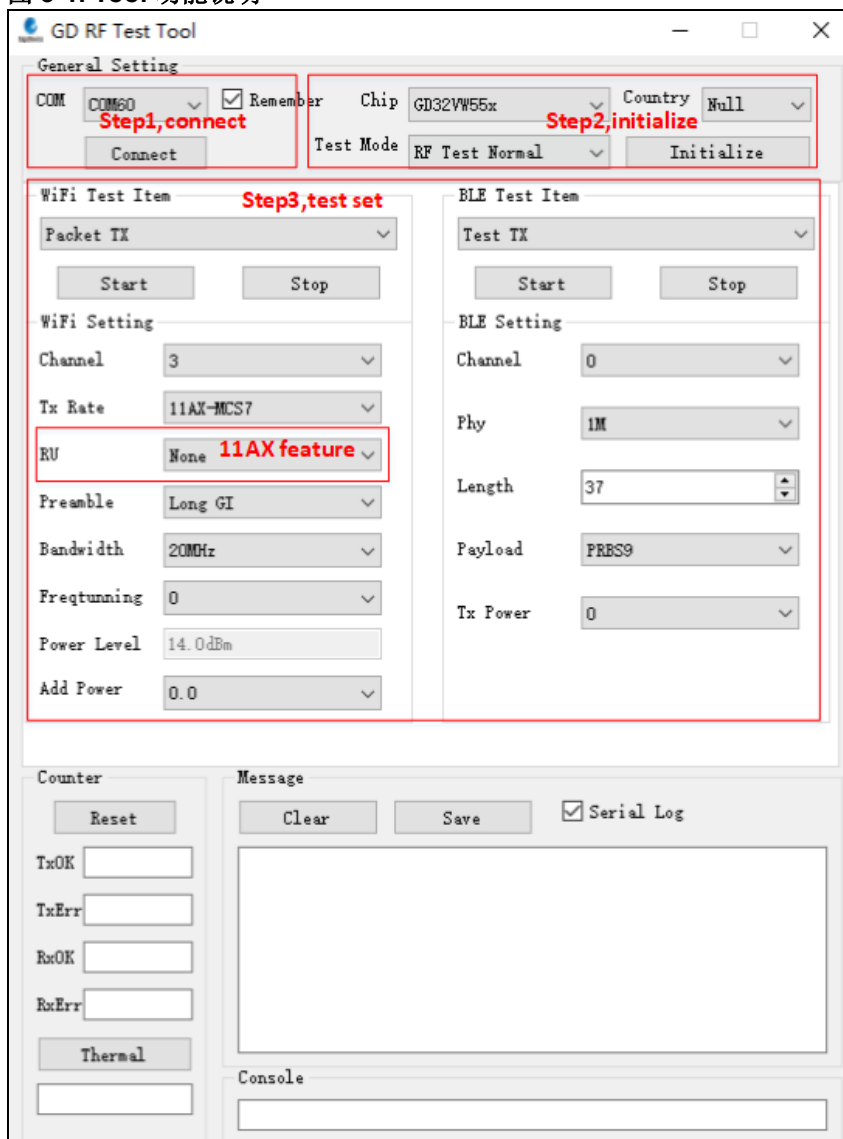 GD RF Test Tool
General Setting
COM COM60 Remember Chip GD32VW55x Country Null
Step1,connect Step2,initialize
Connect Test Mode RF Test Normal Initialize
WiFi Test Item Step3,test set BLE Test Item
Packet TX Test TX
Start Stop Start Stop
WiFi Setting BLE Setting
Channel 3 Channel 0
Tx Rate 11AX-MCS7
Phy 1M
RU None 11AX feature
Length 37
Preamble Long GI
Bandwidth 20MHz Payload PRBS9
Freqtunning 0
Tx Power 0
Power Level 14.0dBm
Add Power 0.0
Counter Message
Reset Clear Save Serial Log
TxOK
TxErr
RxOK
RxErr
Thermal
Console